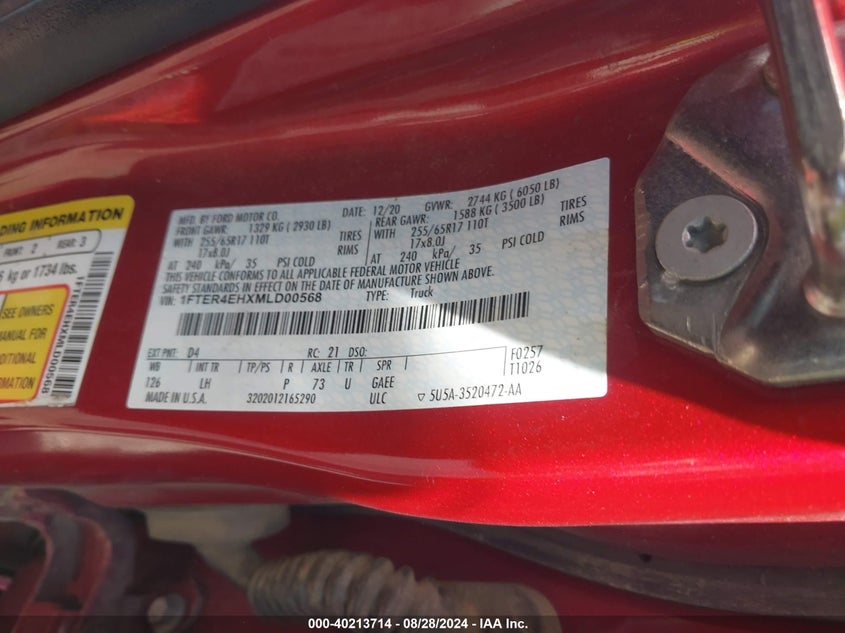 DING INFORMATION
FRONT: 2 REAR: 3
kg or 1734 lbs.
SEE OWNERS
MANUAL FOR
DITIONAL
FORMATION
1FTER4EHXMLD00568
MFD. BY FORD MOTOR CO. DATE: 12/20 GVWR: 2744 KG ( 6050 LB)
FRONT GAWR: 1329 KG ( 2930 LB) REAR GAWR: 1588 KG ( 3500 LB)
WITH 255/65R17 110T TIRES WITH 255/65R17 110T TIRES
17x8.0J RIMS 17x8.0J RIMS
AT 240 kPa/ 35 PSI COLD AT 240 kPa/ 35 PSI COLD
THIS VEHICLE CONFORMS TO ALL APPLICABLE FEDERAL MOTOR VEHICLE
SAFETY STANDARDS IN EFFECT ON THE DATE OF MANUFACTURE SHOWN ABOVE.
VIN: 1FTER4EHXMLD00568 TYPE: Truck
EXT PNT: D4 RC: 21 DSO: F0257
WB INT TR TP/PS R AXLE TR SPR T1026
126 LH P 73 U GAEE
MADE IN U.S.A. 3202012165290 ULC ▽ 5U5A-3520472-AA
000-40213714 - 08/28/2024 - IAA Inc.